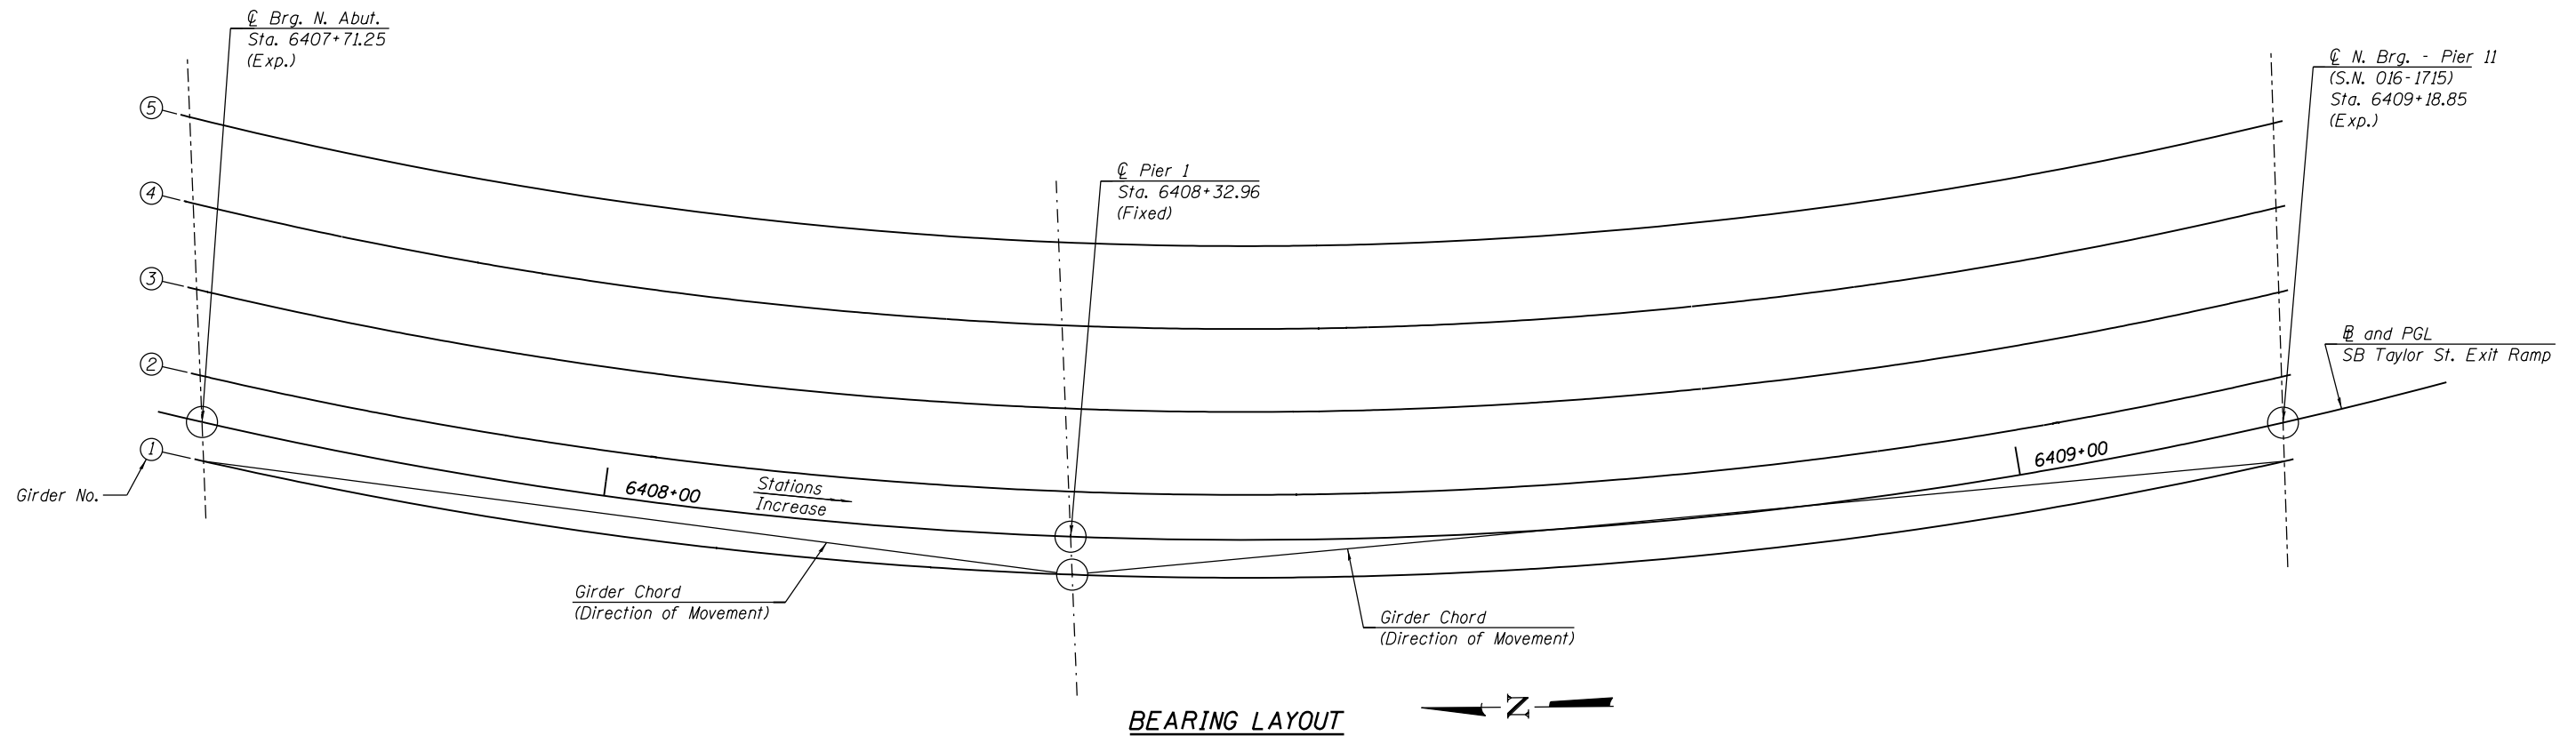 ℄ Brg. N. Abut.
Sta. 6407+71.25
(Exp.)
℄ N. Brg. - Pier 11
(S.N. 016-1715)
Sta. 6409+18.85
(Exp.)
5
℄ Pier 1
Sta. 6408+32.96
(Fixed)
4
3
2
1
Girder No.
6408+00
Stations
Increase
6409+00
BL and PGL
SB Taylor St. Exit Ramp
Girder Chord
(Direction of Movement)
Girder Chord
(Direction of Movement)
BEARING LAYOUT
N